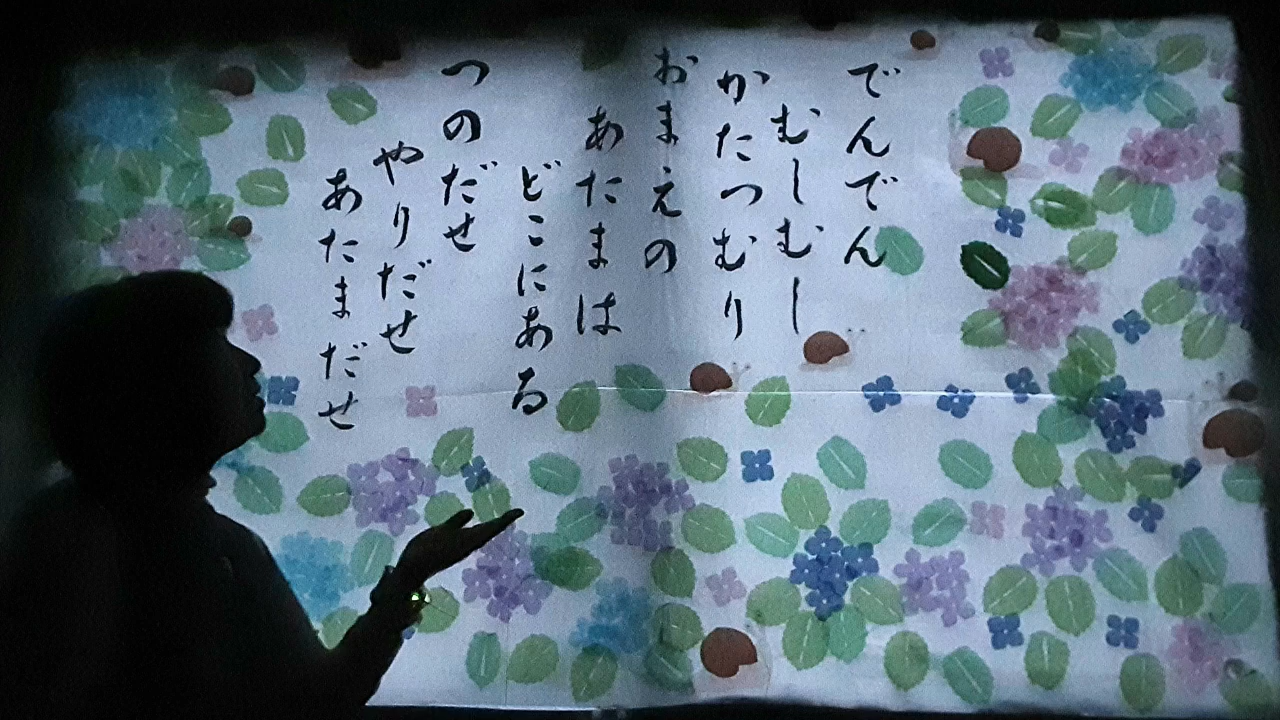 でんでん
むしむし
かたつむり
おまえの
あたまは
どこにある
つのだせ
やりだせ
あたまだせ